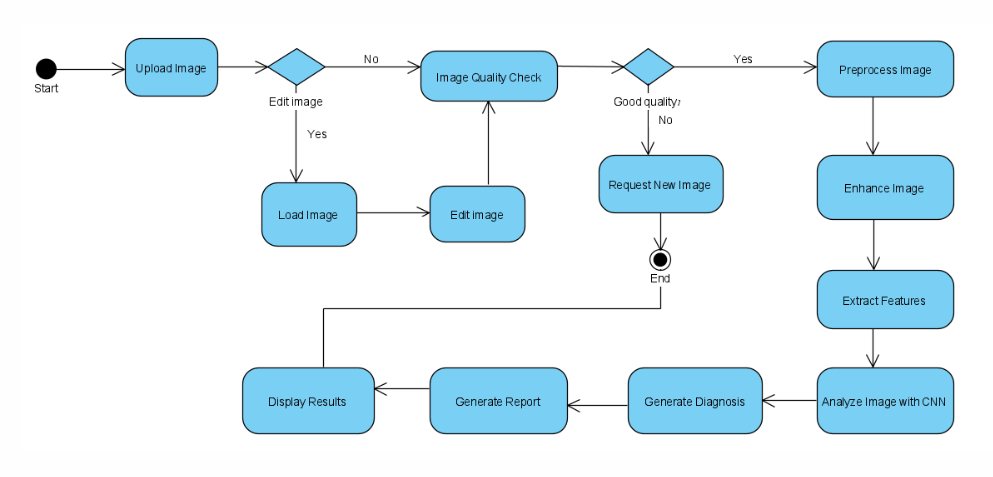 Start
Upload Image
Edit image
No
Yes
Load Image
Edit image
Image Quality Check
Good quality?
Yes
No
Request New Image
End
Preprocess Image
Enhance Image
Extract Features
Analyze Image with CNN
Generate Diagnosis
Generate Report
Display Results